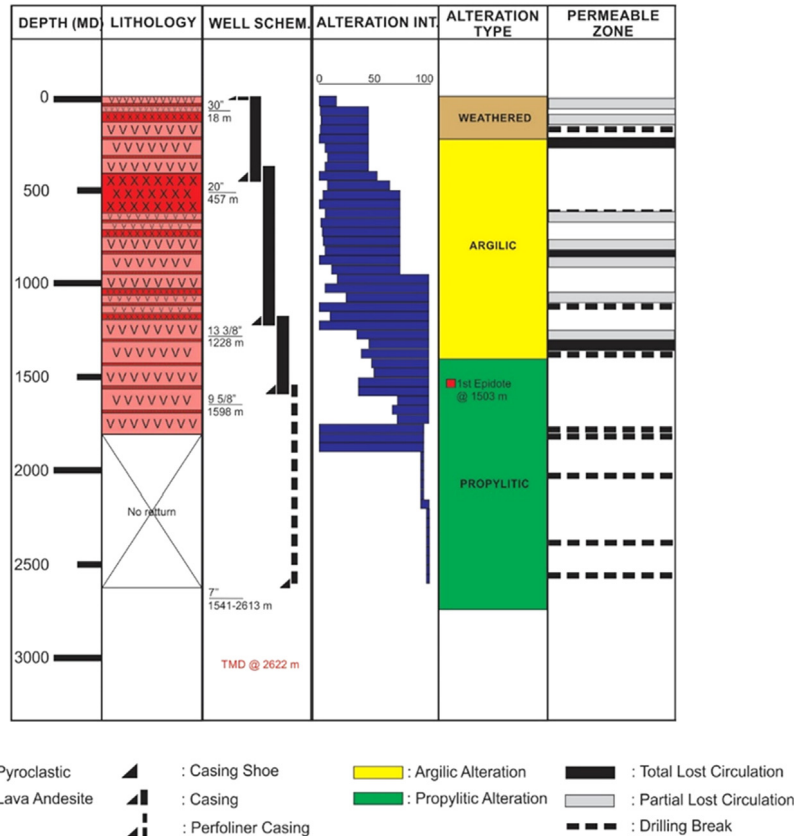 DEPTH (MD)
LITHOLOGY
WELL SCHEM.
ALTERATION INT.
ALTERATION
TYPE
PERMEABLE
ZONE
0 50 100
0
500
1000
1500
2000
2500
3000
No retturn
30"
18 m
20"
457 m
13 3/8"
1228 m
9 5/8"
1598 m
7"
1541-2613 m
TMD @ 2622 m
WEATHERED
ARGILIC
1st Epidote
@ 1503 m
PROPYLITIC
Pyroclastic
: Casing Shoe
: Argilic Alteration
: Total Lost Circulation
Lava Andesite
: Casing
: Propylitic Alteration
: Partial Lost Circulation
: Perfoliner Casing
: Drilling Break